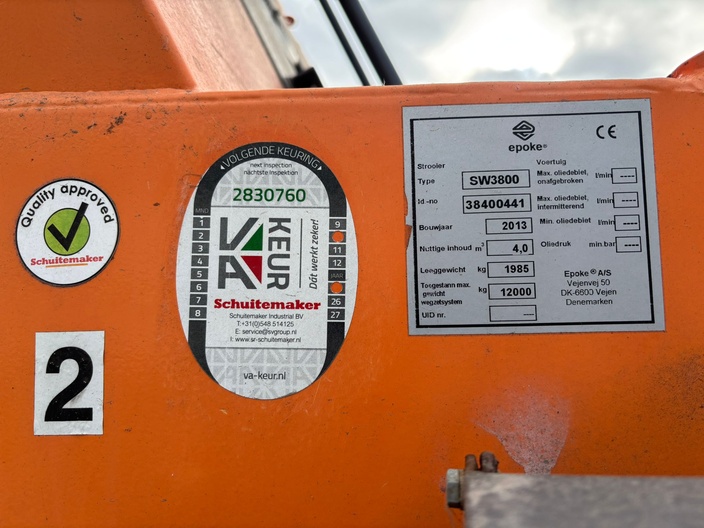 Quality approved
Schuitemaker
2
VOLGENDE KEURING
next inspection
nächste Inspektion
2830760
MND
1
2
3
4
5
6
7
8
9
11
12
JAAR
26
27
VA
KEUR
Dát werkt zeker!
Schuitemaker
Schuitemaker Industrial BV
T:+31(0)548 514125
E: service@svgroup.nl
I: www.sr-schuitemaker.nl
va-keur.nl
epoke®
CE
Strooier
Type SW3800
Id-no 38400441
Bouwjaar 2013
Nuttige inhoud m³ 4,0
Leeggewicht kg 1985
Toegestann max. gewicht wegzetsystem kg 12000
UID nr. ----
Voertuig
Max. oliedebiet, onafgebroken l/min ----
Max. oliedebiet, intermitterend l/min ----
Min. oliedebiet l/min ----
Oliedruk min.bar ----
Epoke® A/S
Vejenvej 50
DK-6600 Vejen
Denemarken